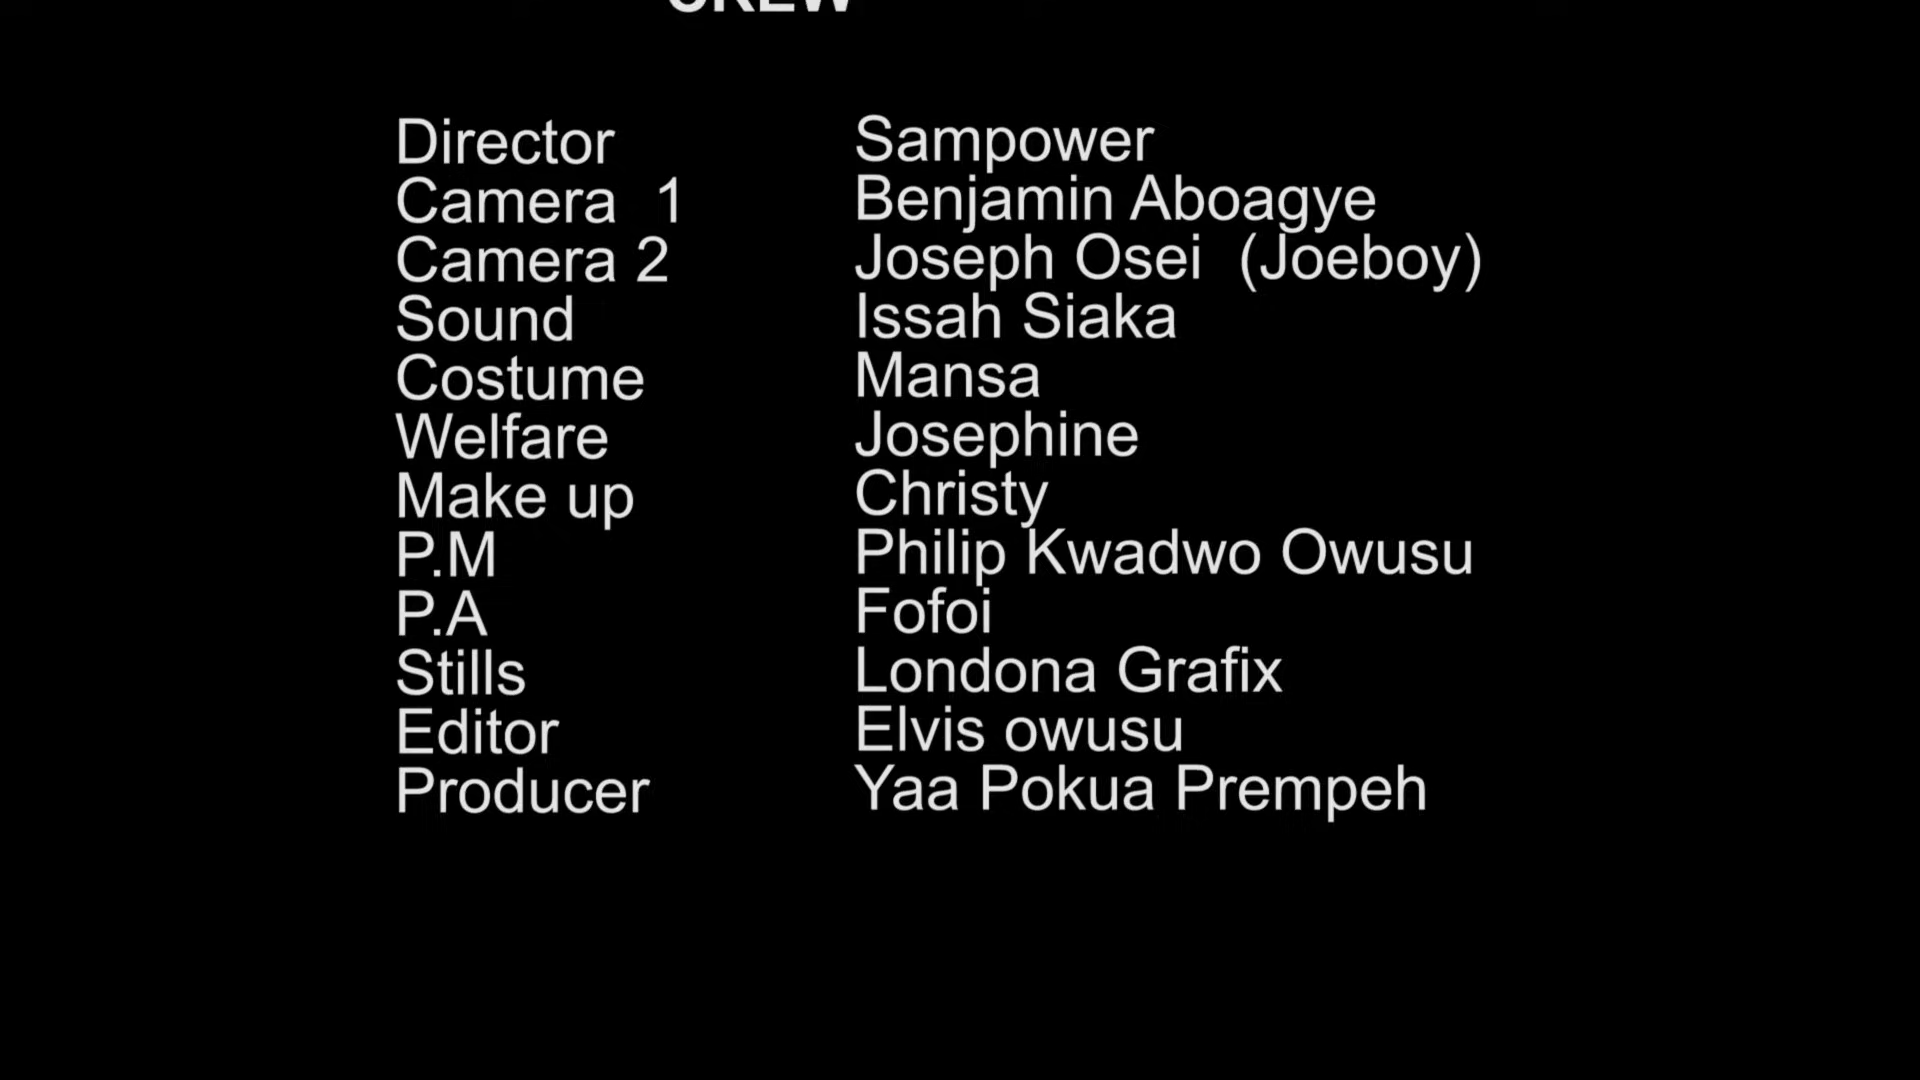 CREW
Director Sampower
Camera 1 Benjamin Aboagye
Camera 2 Joseph Osei (Joeboy)
Sound Issah Siaka
Costume Mansa
Welfare Josephine
Make up Christy
P.M Philip Kwadwo Owusu
P.A Fofoi
Stills Londona Grafix
Editor Elvis owusu
Producer Yaa Pokua Prempeh